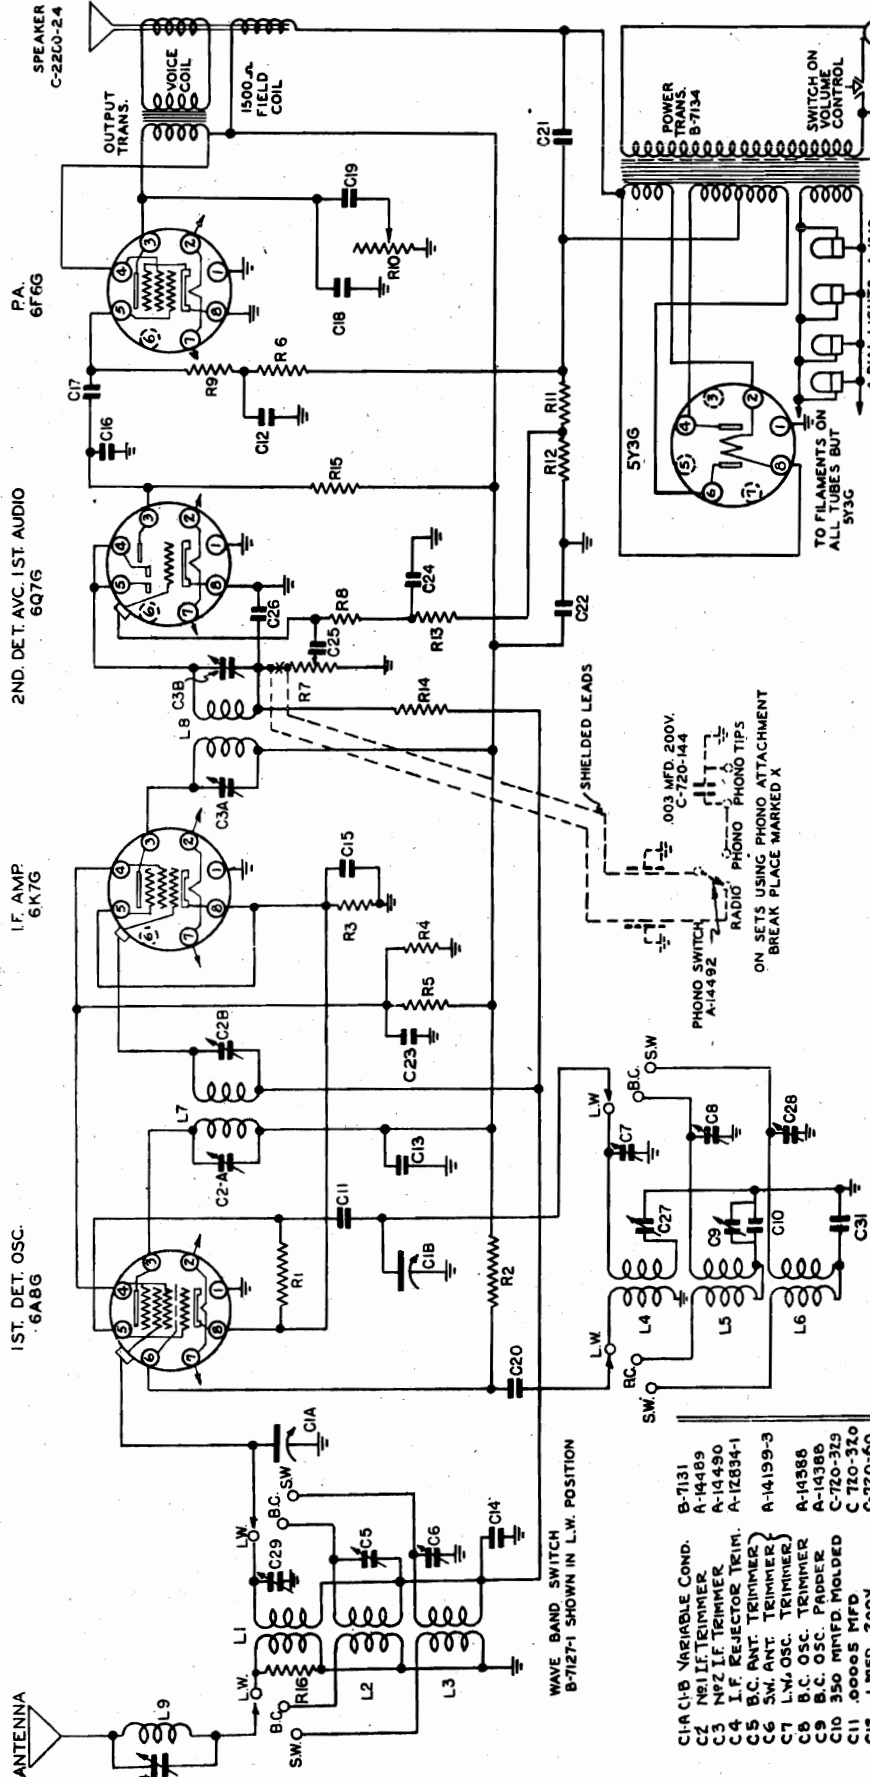 SPEAKER
C-2200-24
P.A.
6F6G
2ND. DET. AVC. 1ST. AUDIO
6Q7G
I.F. AMP.
6K7G
1ST. DET. OSC.
6A8G
ANTENNA
OUTPUT
TRANS.
VOICE
COIL
1500Ω
FIELD
COIL
POWER
TRANS.
B-7134
SWITCH ON
VOLUME
CONTROL
C21
C19
R10
C18
R9
R6
C12
C17
C16
R15
R11
R12
5Y3G
TO FILAMENTS ON
ALL TUBES BUT
5Y3G
C22
C24
R13
R8
C25
C26
R7
C3B
L8
C3A
R14
SHIELDED LEADS
.003 MFD. 200V.
C-720-144
PHONO TIPS
PHONO
RADIO
PHONO SWITCH
A-14492
ON SETS USING PHONO ATTACHMENT
BREAK PLACE MARKED X
C15
R3
R4
R5
C23
C2B
L7
C2-A
C13
C11
R1
C1B
R2
C20
L.W.
B.C.
S.W.
C7
C8
C28
C27
C9
C10
C31
L4
L5
L6
L.W.
B.C.
S.W.
C1A
L.W.
B.C.
S.W.
C29
C5
C6
C14
L1
L2
L3
R16
L.W.
B.C.
S.W.
L9
WAVE BAND SWITCH
B-7127-1 SHOWN IN L.W. POSITION
C1-A C1-B VARIABLE COND. B-7131
C2 Nº1 I.F. TRIMMER A-14489
C3 Nº2 I.F. TRIMMER A-14490
C4 I.F. REJECTOR TRIM. A-12834-1
C5 B.C. ANT. TRIMMER
C6 S.W. ANT. TRIMMER A-14199-3
C7 L.W. OSC. TRIMMER
C8 B.C. OSC. TRIMMER A-14388
C9 B.C. OSC. PADDER A-14386
C10 350 MMFD. MOLDED C-720-329
C11 .00005 MFD C 720-320